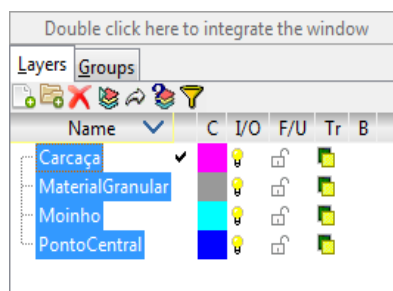 Double click here to integrate the window
Layers Groups
Name C I/O F/U Tr B
Carcaça
MaterialGranular
Moinho
PontoCentral